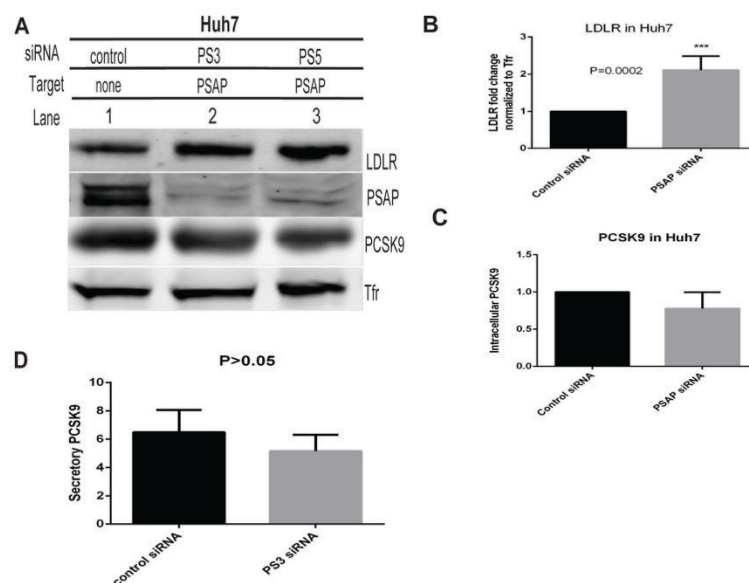 A
Huh7
siRNA control PS3 PS5
Target none PSAP PSAP
Lane 1 2 3
LDLR
PSAP
PCSK9
Tfr
B
LDLR in Huh7
LDLR fold change
normalized to Tfr
3
2
1
0
P=0.0002
***
Control siRNA
PSAP siRNA
C
PCSK9 in Huh7
Intracellular PCSK9
1.5
1.0
0.5
0.0
Control siRNA
PSAP siRNA
D
P>0.05
Secretory PCSK9
10
8
6
4
2
0
control siRNA
PS3 siRNA